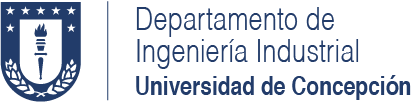 Departamento de
Ingeniería Industrial
Universidad de Concepción